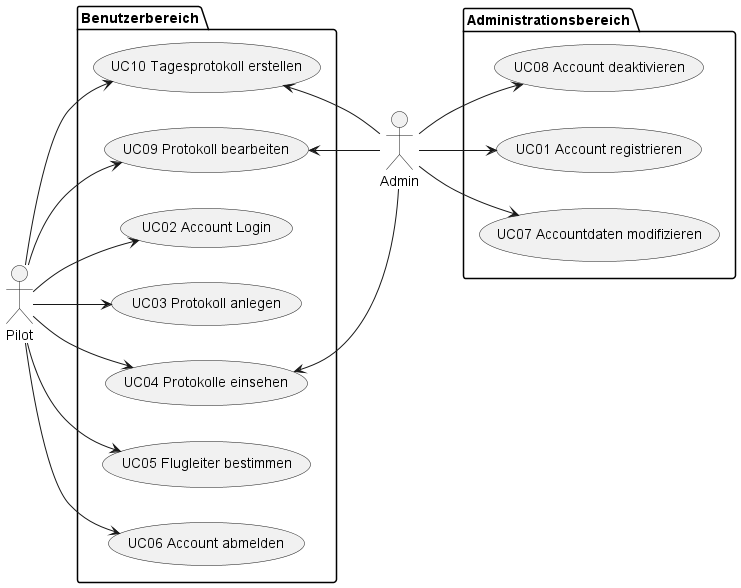 Benutzerbereich
UC10 Tagesprotokoll erstellen
UC09 Protokoll bearbeiten
UC02 Account Login
UC03 Protokoll anlegen
UC04 Protokolle einsehen
UC05 Flugleiter bestimmen
UC06 Account abmelden
Pilot
Admin
Administrationsbereich
UC08 Account deaktivieren
UC01 Account registrieren
UC07 Accountdaten modifizieren